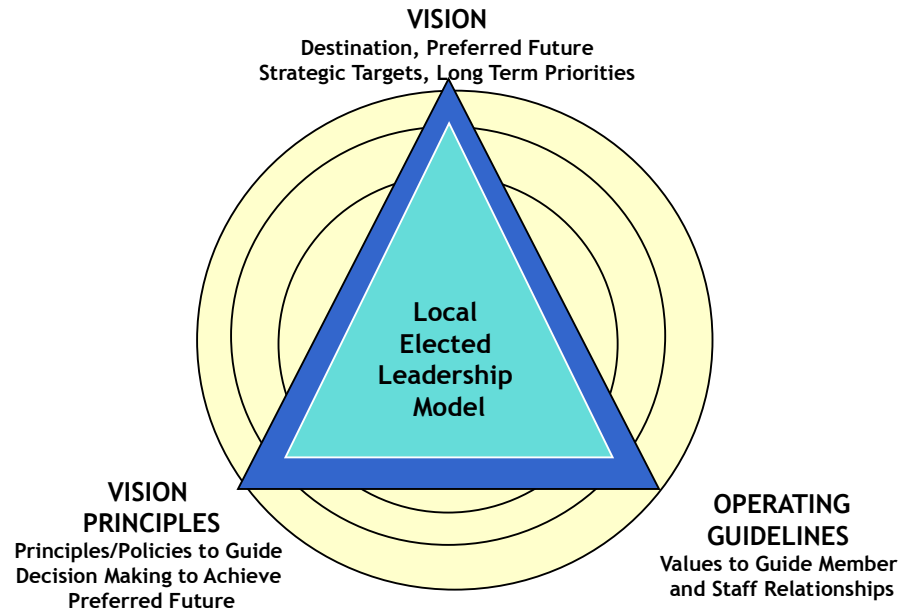 VISION
Destination, Preferred Future
Strategic Targets, Long Term Priorities
Local
Elected
Leadership
Model
VISION
PRINCIPLES
Principles/Policies to Guide
Decision Making to Achieve
Preferred Future
OPERATING
GUIDELINES
Values to Guide Member
and Staff Relationships